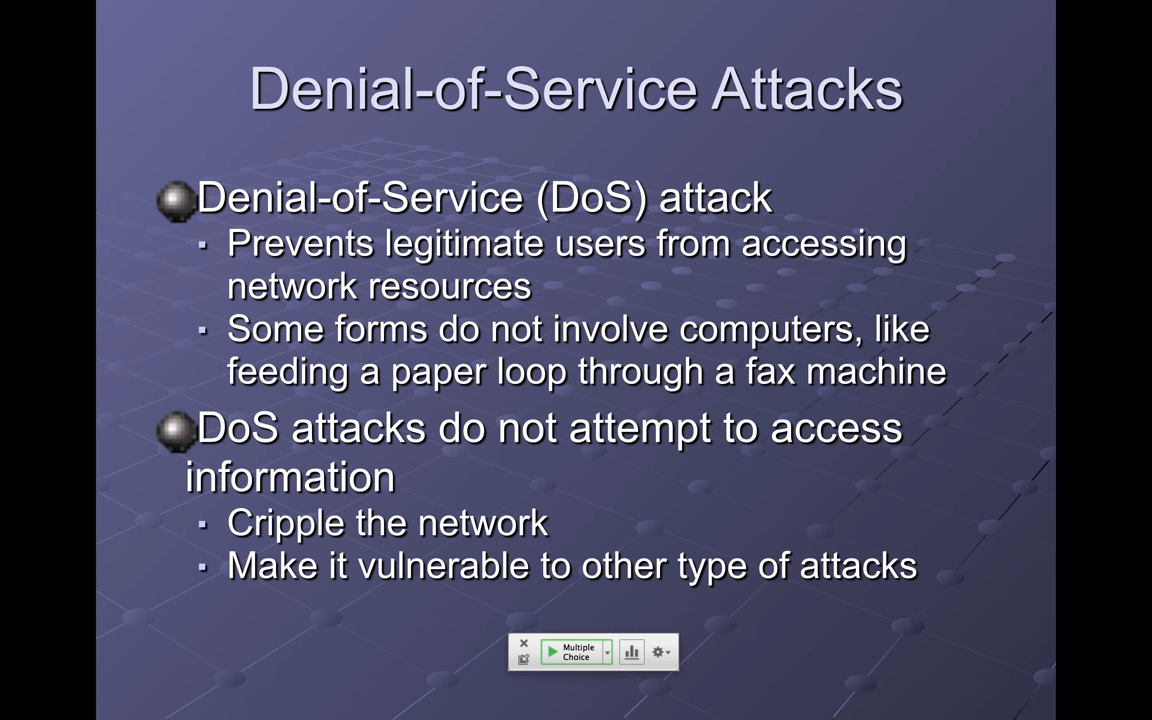 Denial-of-Service Attacks
Denial-of-Service (DoS) attack
▪ Prevents legitimate users from accessing
network resources
▪ Some forms do not involve computers, like
feeding a paper loop through a fax machine
DoS attacks do not attempt to access
information
▪ Cripple the network
▪ Make it vulnerable to other type of attacks
Multiple
Choice